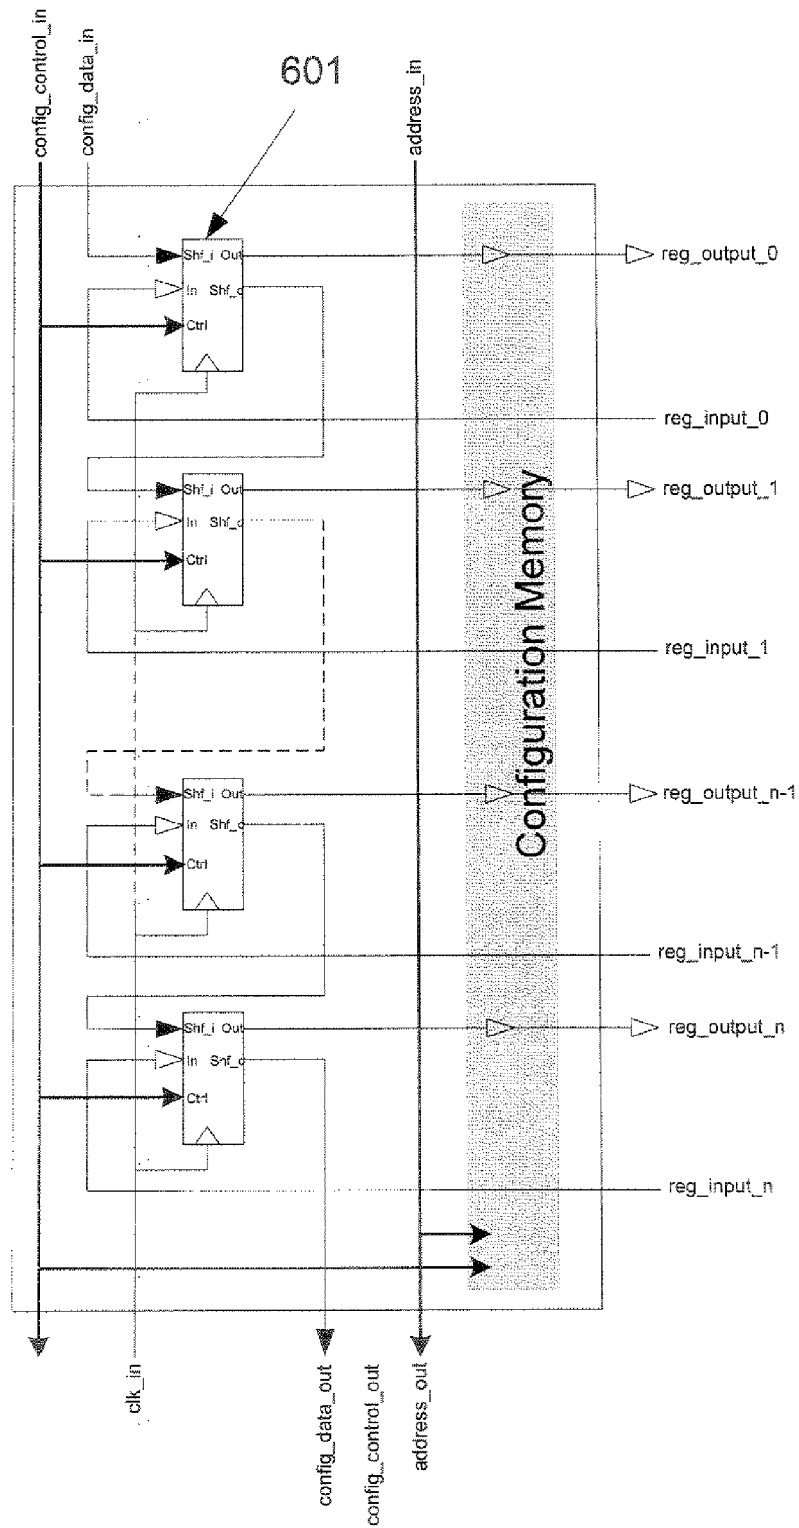 config_control_in
config_data_in
601
address_in
Shf_i Out
In Shf_o
Ctrl
reg_output_0
reg_input_0
Shf_i Out
In Shf_o
Ctrl
reg_output_1
Configuration Memory
reg_input_1
Shf_i Out
In Shf_o
Ctrl
reg_output_n-1
reg_input_n-1
Shf_i Out
In Shf_o
Ctrl
reg_output_n
reg_input_n
clk_in
config_data_out
config_control_out
address_out